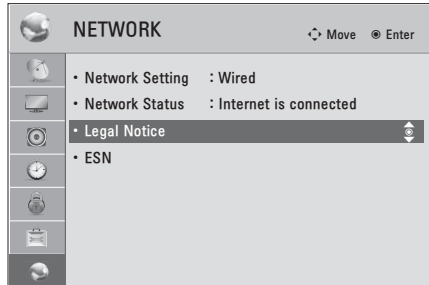 NETWORK
Move Enter
• Network Setting : Wired
• Network Status : Internet is connected
• Legal Notice
• ESN